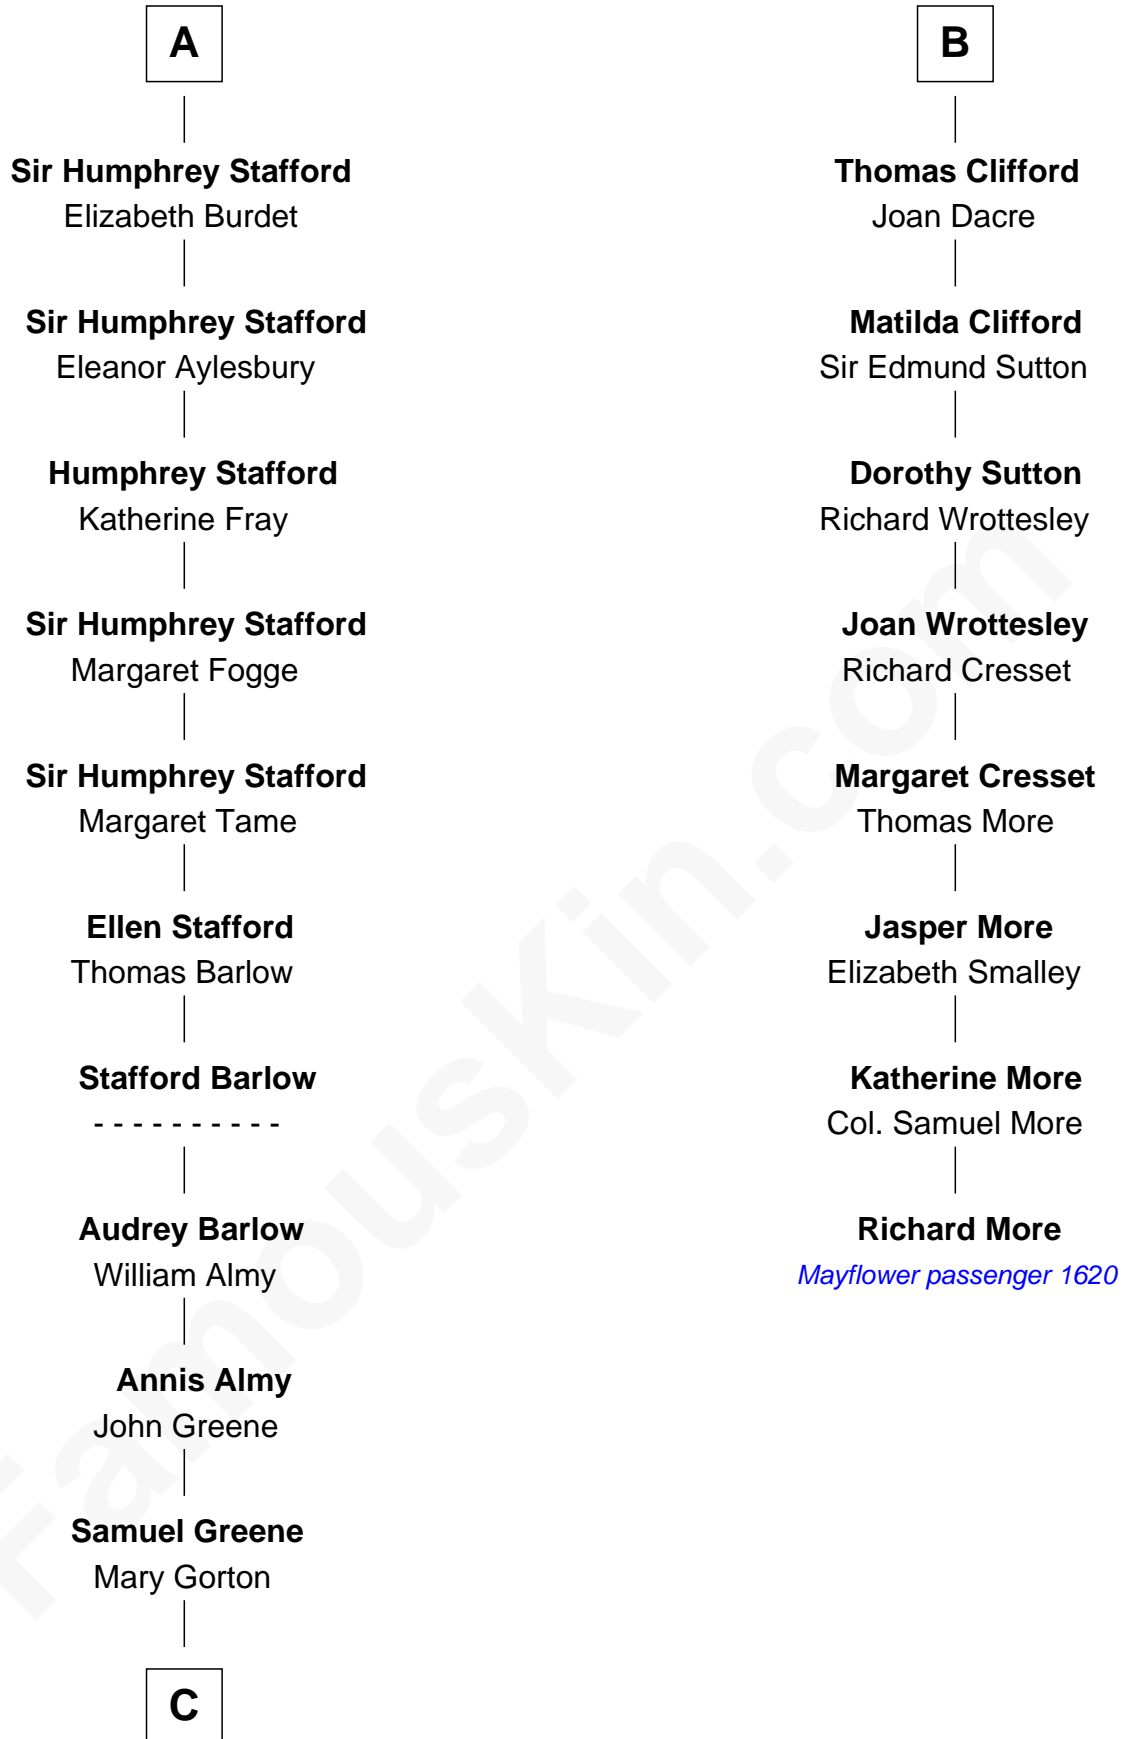 A
Sir Humphrey Stafford
Elizabeth Burdet
Sir Humphrey Stafford
Eleanor Aylesbury
Humphrey Stafford
Katherine Fray
Sir Humphrey Stafford
Margaret Fogge
Sir Humphrey Stafford
Margaret Tame
Ellen Stafford
Thomas Barlow
Stafford Barlow
- - - - - - - - - -
Audrey Barlow
William Almy
Annis Almy
John Greene
Samuel Greene
Mary Gorton
C
B
Thomas Clifford
Joan Dacre
Matilda Clifford
Sir Edmund Sutton
Dorothy Sutton
Richard Wrottesley
Joan Wrottesley
Richard Cresset
Margaret Cresset
Thomas More
Jasper More
Elizabeth Smalley
Katherine More
Col. Samuel More
Richard More
Mayflower passenger 1620
FamousKin.com